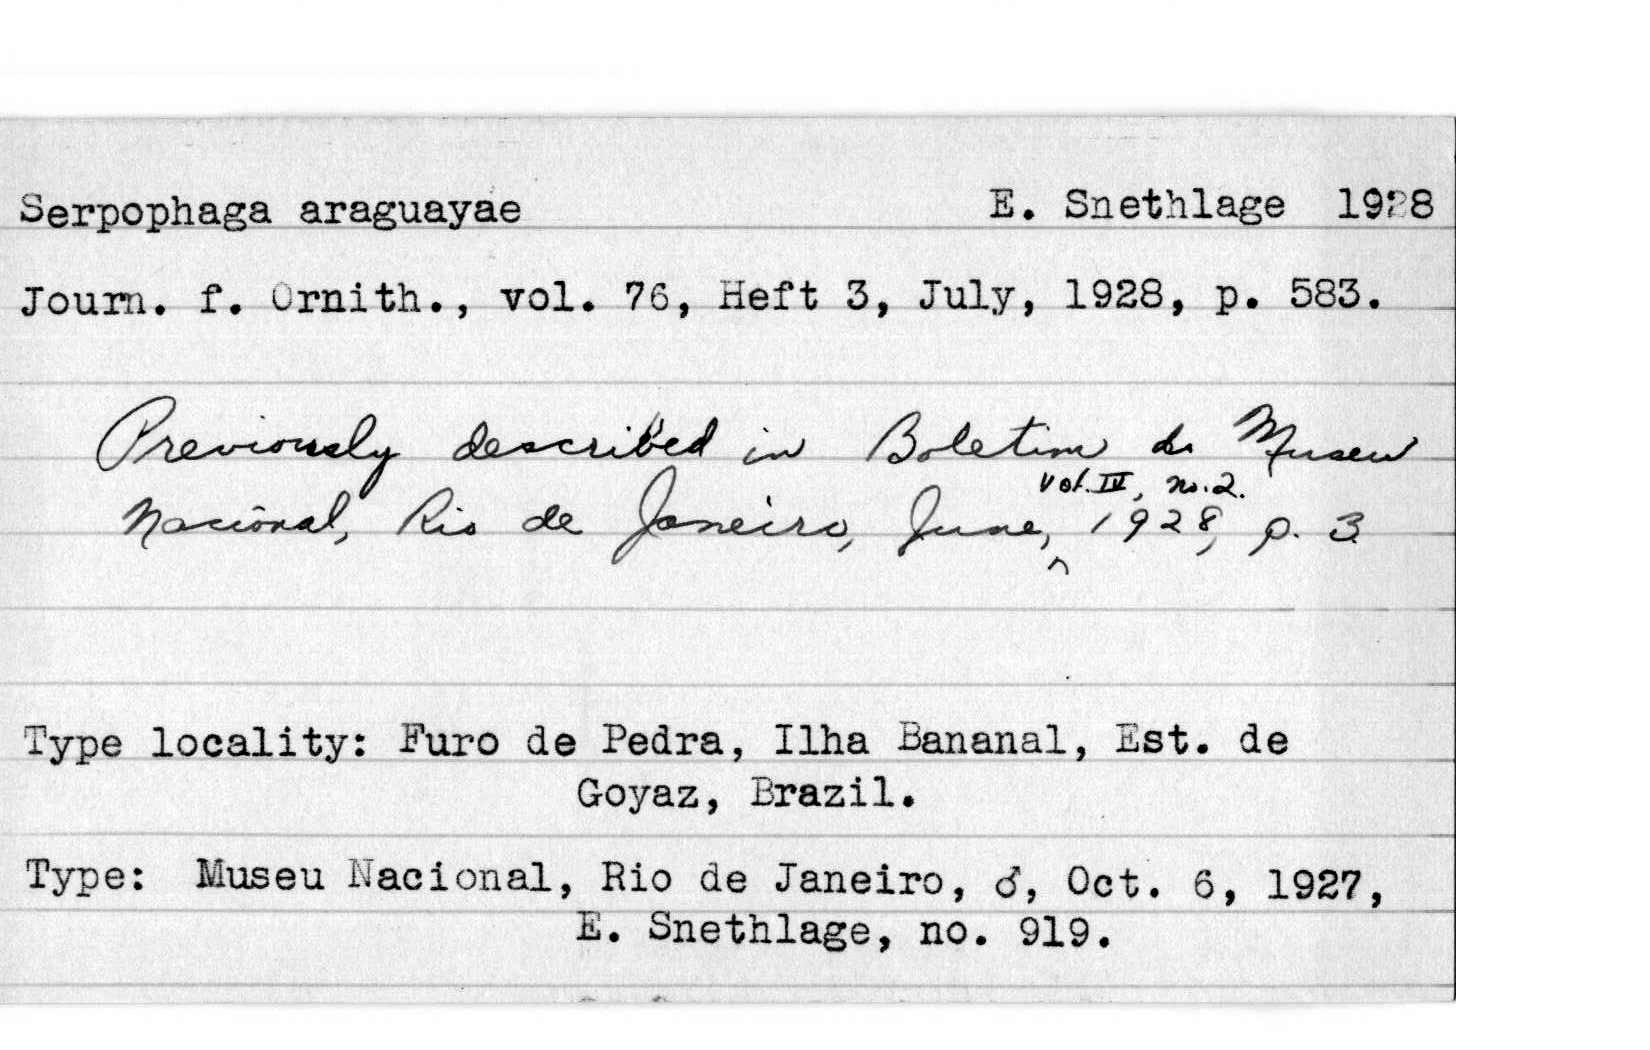 Serpophaga araguayae E. Snethlage 1928
Journ. f. Ornith., vol. 76, Heft 3, July, 1928, p. 583.
Previously described in Boletim do Museu
vol. IV, no. 2.
Nacional, Rio de Janeiro, June, ^ 1928, p. 3
Type locality: Furo de Pedra, Ilha Bananal, Est. de
Goyaz, Brazil.
Type: Museu Nacional, Rio de Janeiro, ♂, Oct. 6, 1927,
E. Snethlage, no. 919.